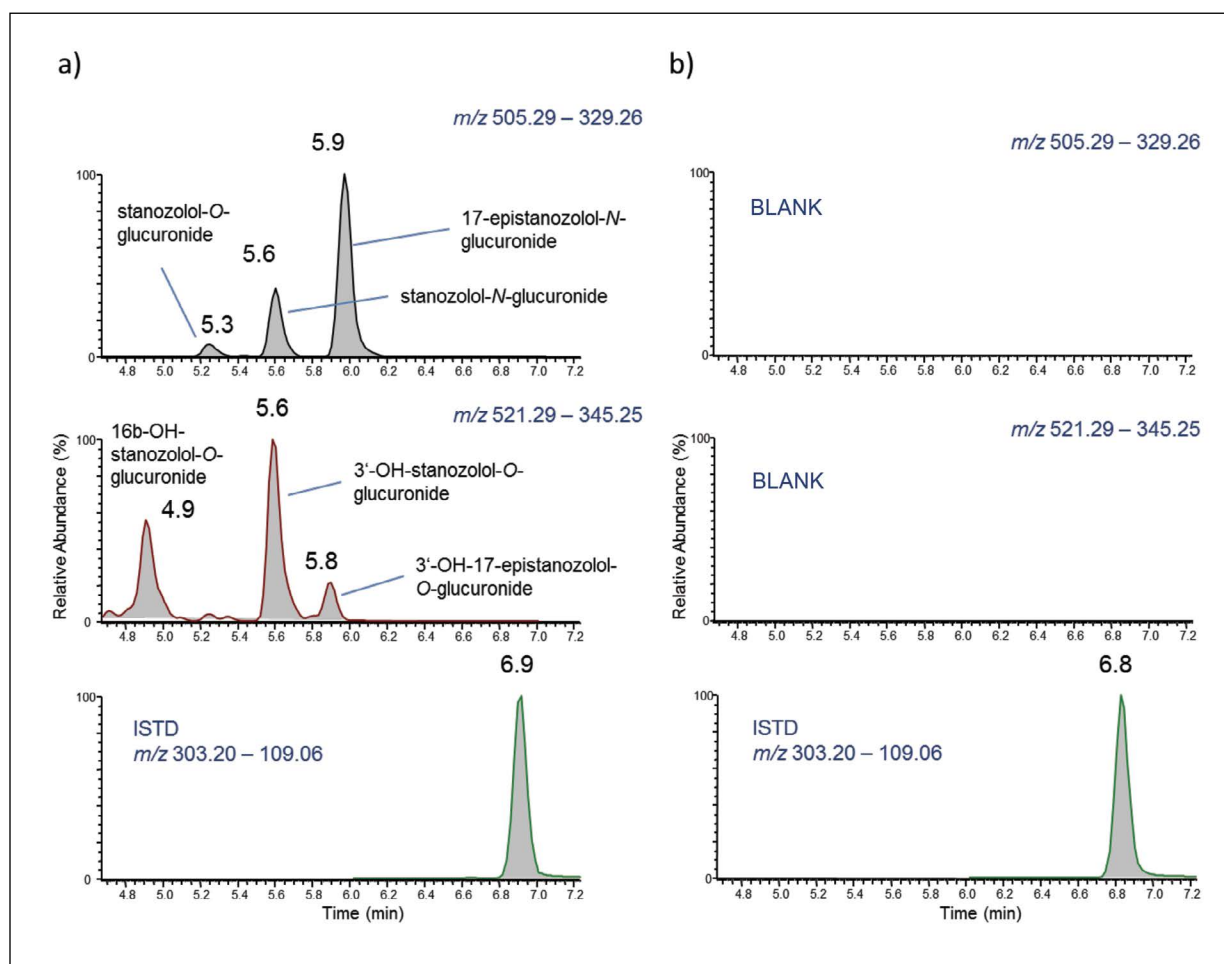 a)
m/z 505.29 – 329.26
5.9
100
stanozolol-O-
glucuronide
17-epistanozolol-N-
glucuronide
5.6
stanozolol-N-glucuronide
5.3
0
4.8 5.0 5.2 5.4 5.6 5.8 6.0 6.2 6.4 6.6 6.8 7.0 7.2
5.6
m/z 521.29 – 345.25
Relative Abundance (%)
100
16b-OH-
stanozolol-O-
glucuronide
4.9
3‘-OH-stanozolol-O-
glucuronide
5.8
3‘-OH-17-epistanozolol-
O-glucuronide
0
4.8 5.0 5.2 5.4 5.6 5.8 6.0 6.2 6.4 6.6 6.8 7.0 7.2
6.9
100
ISTD
m/z 303.20 – 109.06
0
4.8 5.0 5.2 5.4 5.6 5.8 6.0 6.2 6.4 6.6 6.8 7.0 7.2
Time (min)
b)
m/z 505.29 – 329.26
100
BLANK
0
4.8 5.0 5.2 5.4 5.6 5.8 6.0 6.2 6.4 6.6 6.8 7.0 7.2
m/z 521.29 – 345.25
Relative Abundance (%)
100
BLANK
0
4.8 5.0 5.2 5.4 5.6 5.8 6.0 6.2 6.4 6.6 6.8 7.0 7.2
6.8
100
ISTD
m/z 303.20 – 109.06
0
4.8 5.0 5.2 5.4 5.6 5.8 6.0 6.2 6.4 6.6 6.8 7.0 7.2
Time (min)